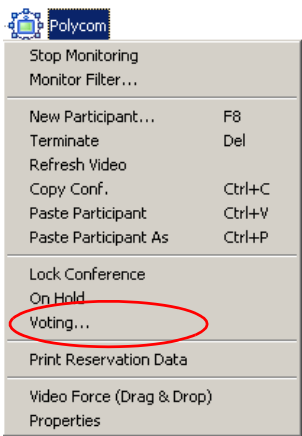 Polycom
Stop Monitoring
Monitor Filter...
New Participant... F8
Terminate Del
Refresh Video
Copy Conf. Ctrl+C
Paste Participant Ctrl+V
Paste Participant As Ctrl+P
Lock Conference
On Hold
Voting...
Print Reservation Data
Video Force (Drag & Drop)
Properties